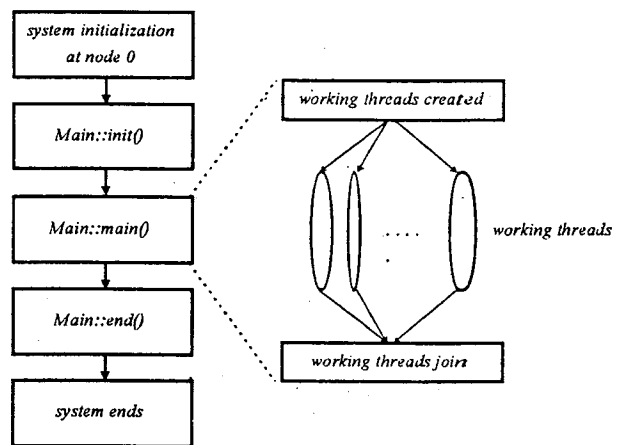 system initialization
at node 0
Main::init()
Main::main()
Main::end()
system ends
working threads created
. . . .
.
working threads
working threads join